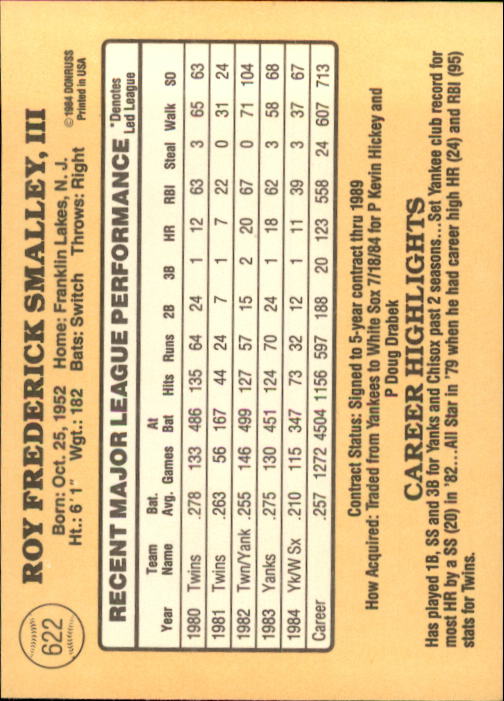 622
ROY FREDERICK SMALLEY, III
Born: Oct. 25, 1952 Home: Franklin Lakes, N. J.
Ht.: 6'1" Wgt.: 182 Bats: Switch Throws: Right
© 1984 DONRUSS
Printed in USA
RECENT MAJOR LEAGUE PERFORMANCE
*Denotes
Led League
Team Bat. At
Year Name Avg. Games Bat Hits Runs 2B 3B HR RBI Steal Walk SO
1980 Twins .278 133 486 135 64 24 1 12 63 3 65 63
1981 Twins .263 56 167 44 24 7 1 7 22 0 31 24
1982 Twn/Yank .255 146 499 127 57 15 2 20 67 0 71 104
1983 Yanks .275 130 451 124 70 24 1 18 62 3 58 68
1984 Yk/W Sx .210 115 347 73 32 12 1 11 39 3 37 67
Career .257 1272 4504 1156 597 188 20 123 558 24 607 713
Contract Status: Signed to 5-year contract thru 1989
How Acquired: Traded from Yankees to White Sox 7/18/84 for P Kevin Hickey and
P Doug Drabek
CAREER HIGHLIGHTS
Has played 1B, SS and 3B for Yanks and Chisox past 2 seasons...Set Yankee club record for
most HR by a SS (20) in '82...All Star in '79 when he had career high HR (24) and RBI (95)
stats for Twins.